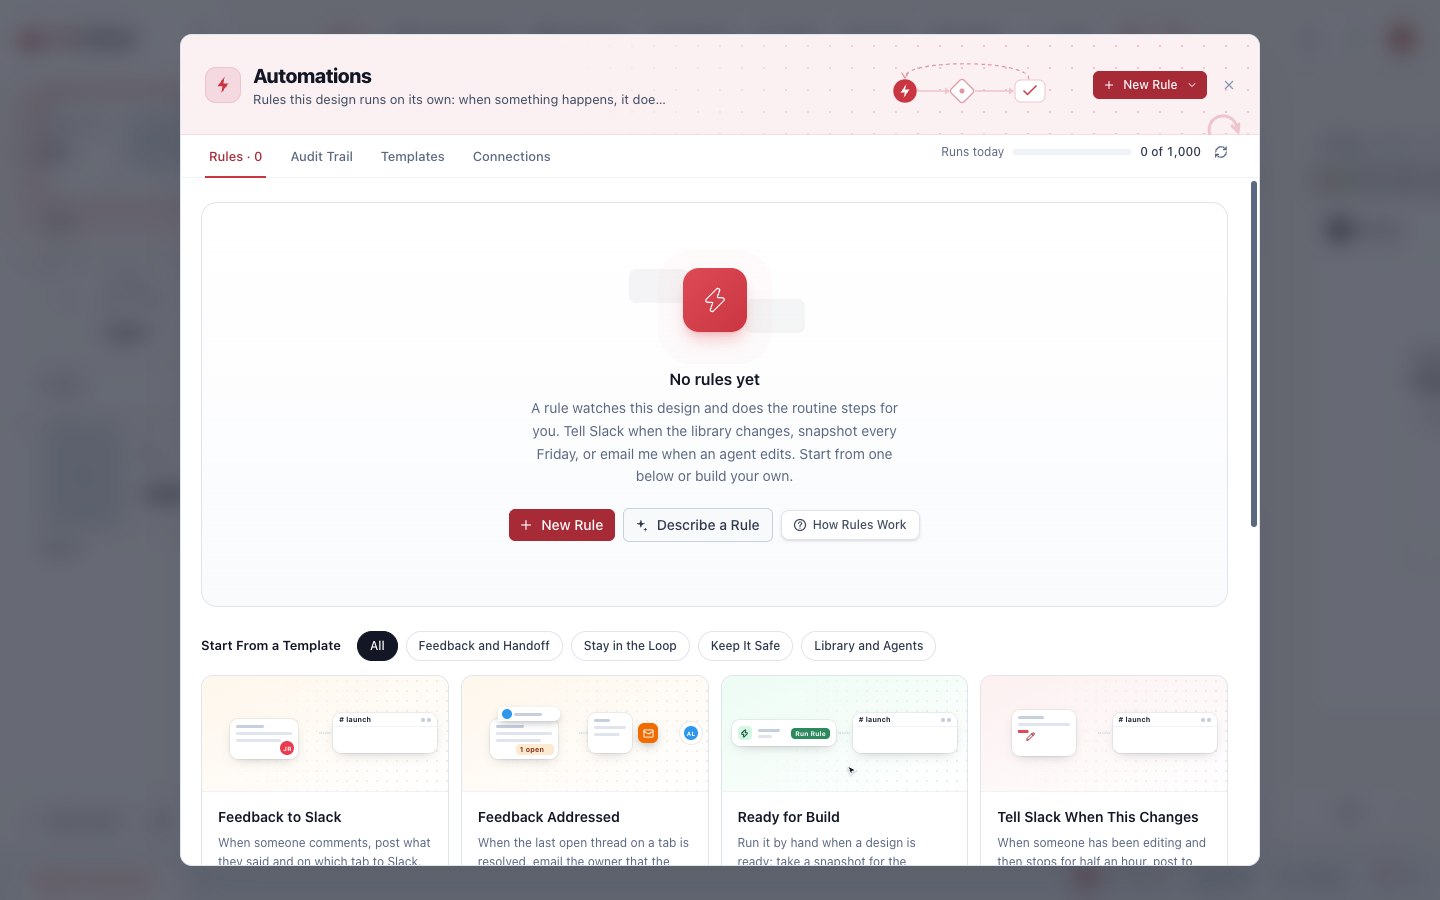 Automations
Rules this design runs on its own: when something happens, it doe...
New Rule
Rules · 0
Audit Trail
Templates
Connections
Runs today
0 of 1,000
No rules yet
A rule watches this design and does the routine steps for
you. Tell Slack when the library changes, snapshot every
Friday, or email me when an agent edits. Start from one
below or build your own.
New Rule
Describe a Rule
How Rules Work
Start From a Template
All
Feedback and Handoff
Stay in the Loop
Keep It Safe
Library and Agents
JR
# launch
1 open
AL
Run Rule
# launch
# launch
Feedback to Slack
When someone comments, post what
they said and on which tab to Slack.
Feedback Addressed
When the last open thread on a tab is
resolved, email the owner that the
Ready for Build
Run it by hand when a design is
ready: take a snapshot for the
Tell Slack When This Changes
When someone has been editing and
then stops for half an hour, post to